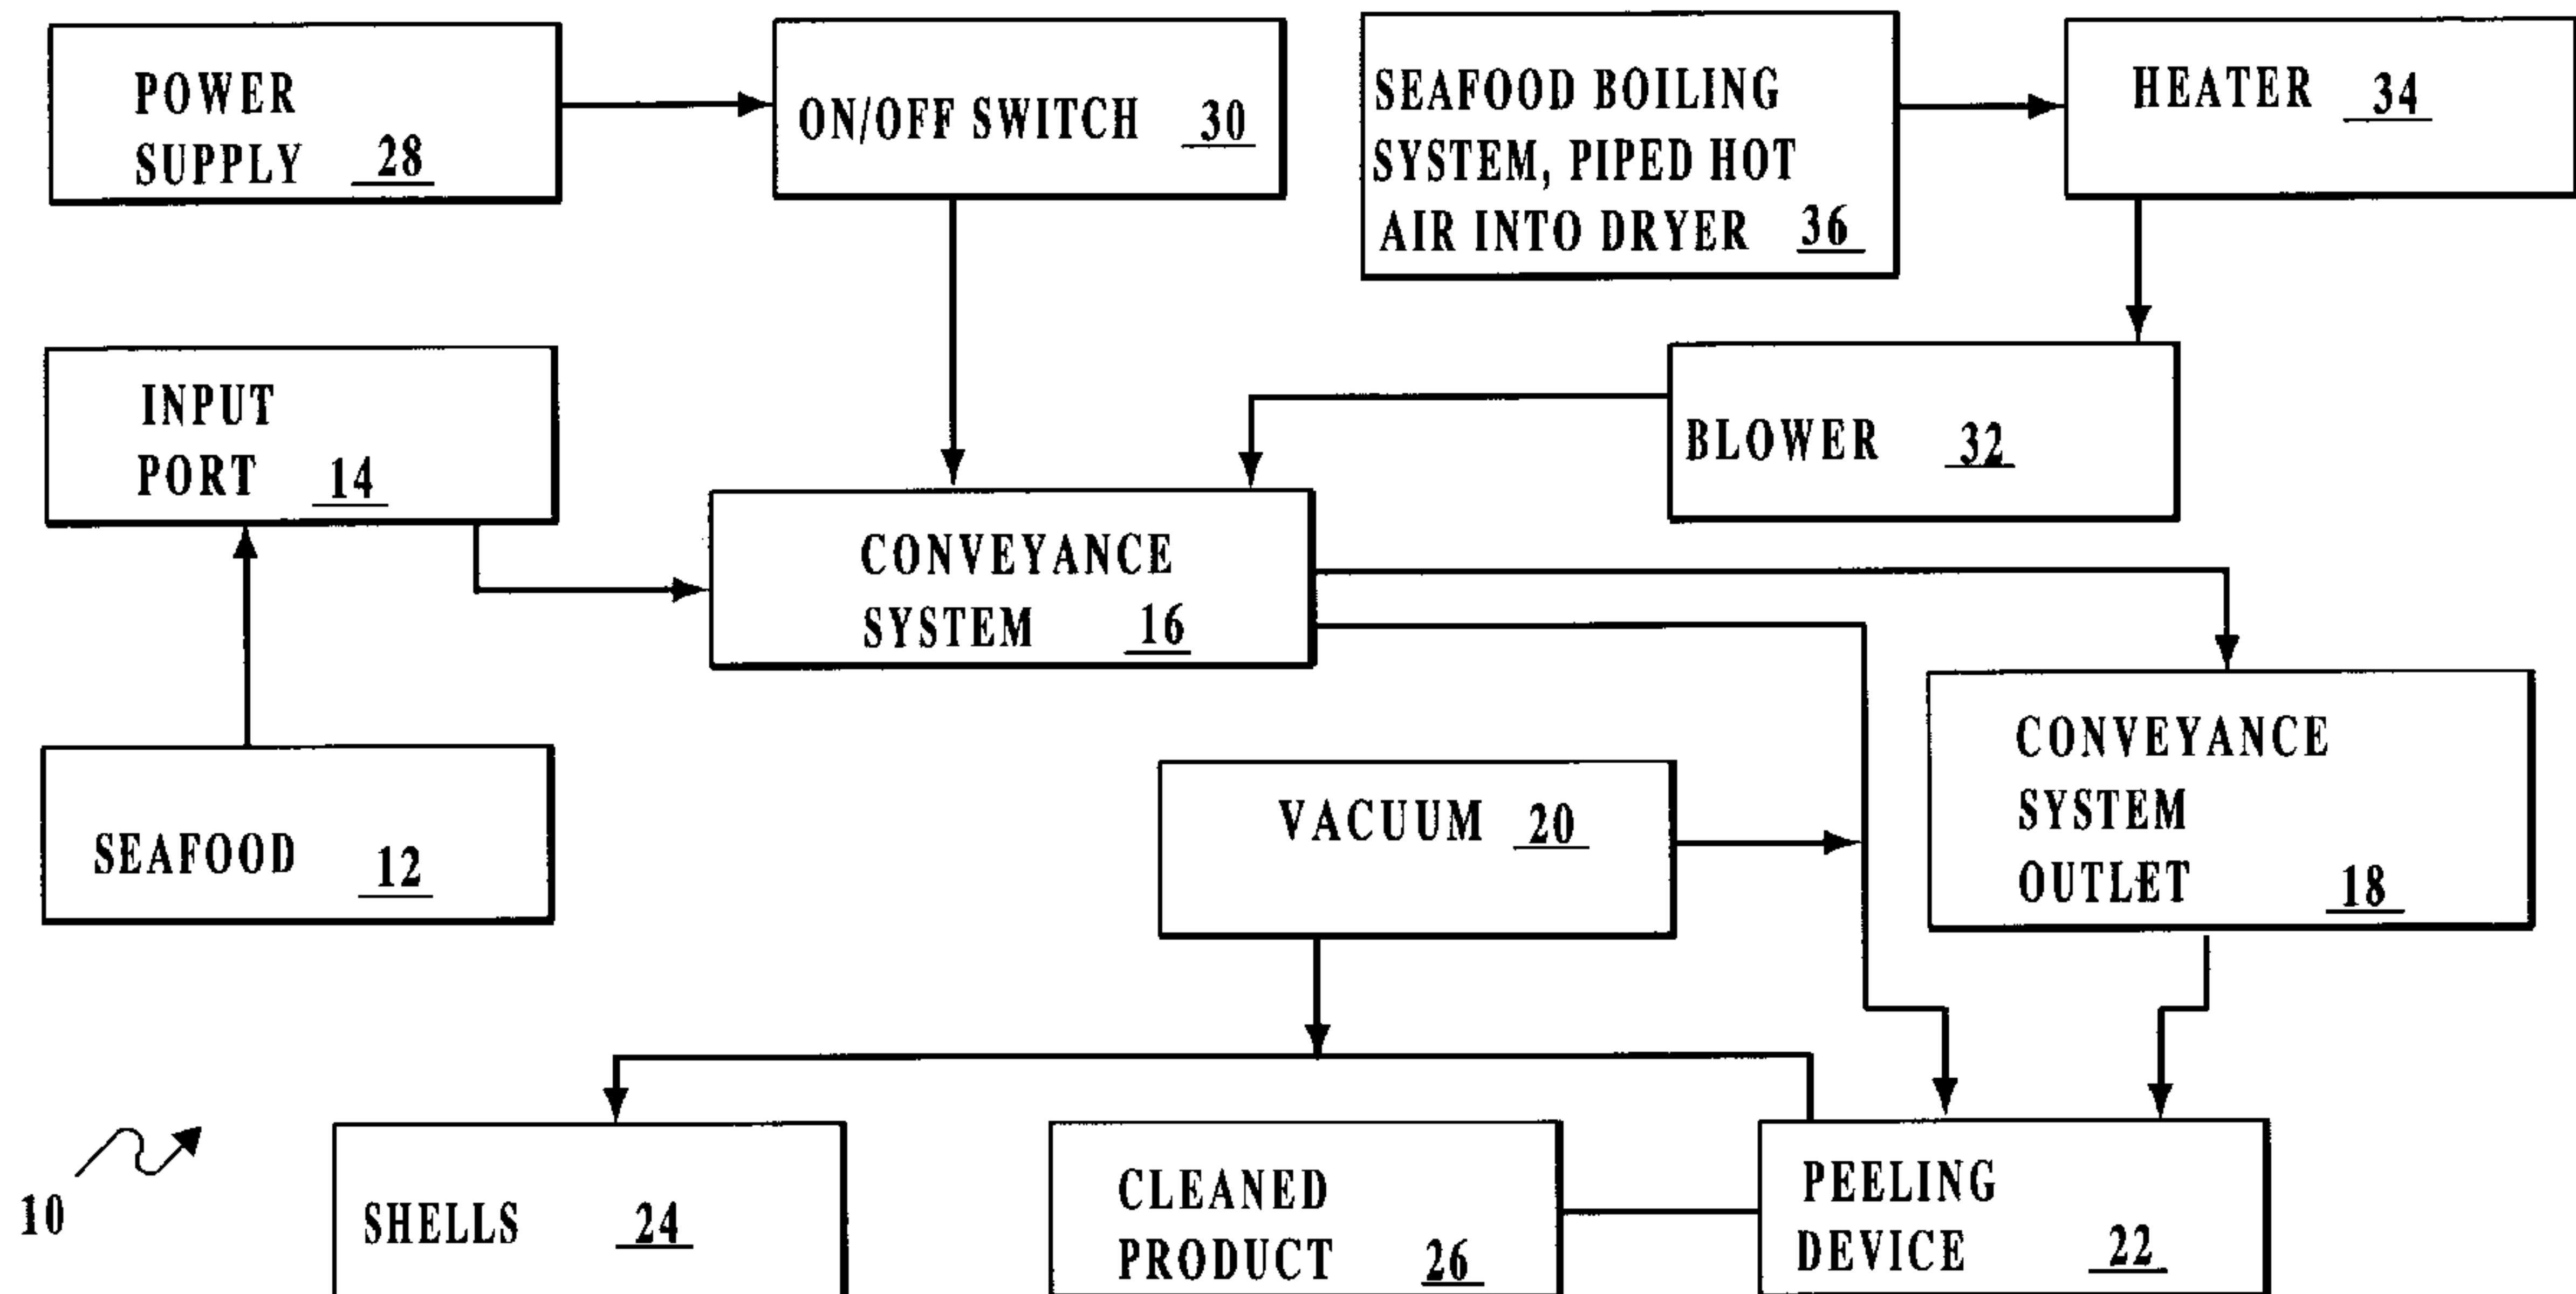 POWER
SUPPLY 28
ON/OFF SWITCH 30
SEAFOOD BOILING
SYSTEM, PIPED HOT
AIR INTO DRYER 36
HEATER 34
INPUT
PORT 14
BLOWER 32
CONVEYANCE
SYSTEM 16
SEAFOOD 12
VACUUM 20
CONVEYANCE
SYSTEM
OUTLET 18
10
SHELLS 24
CLEANED
PRODUCT 26
PEELING
DEVICE 22